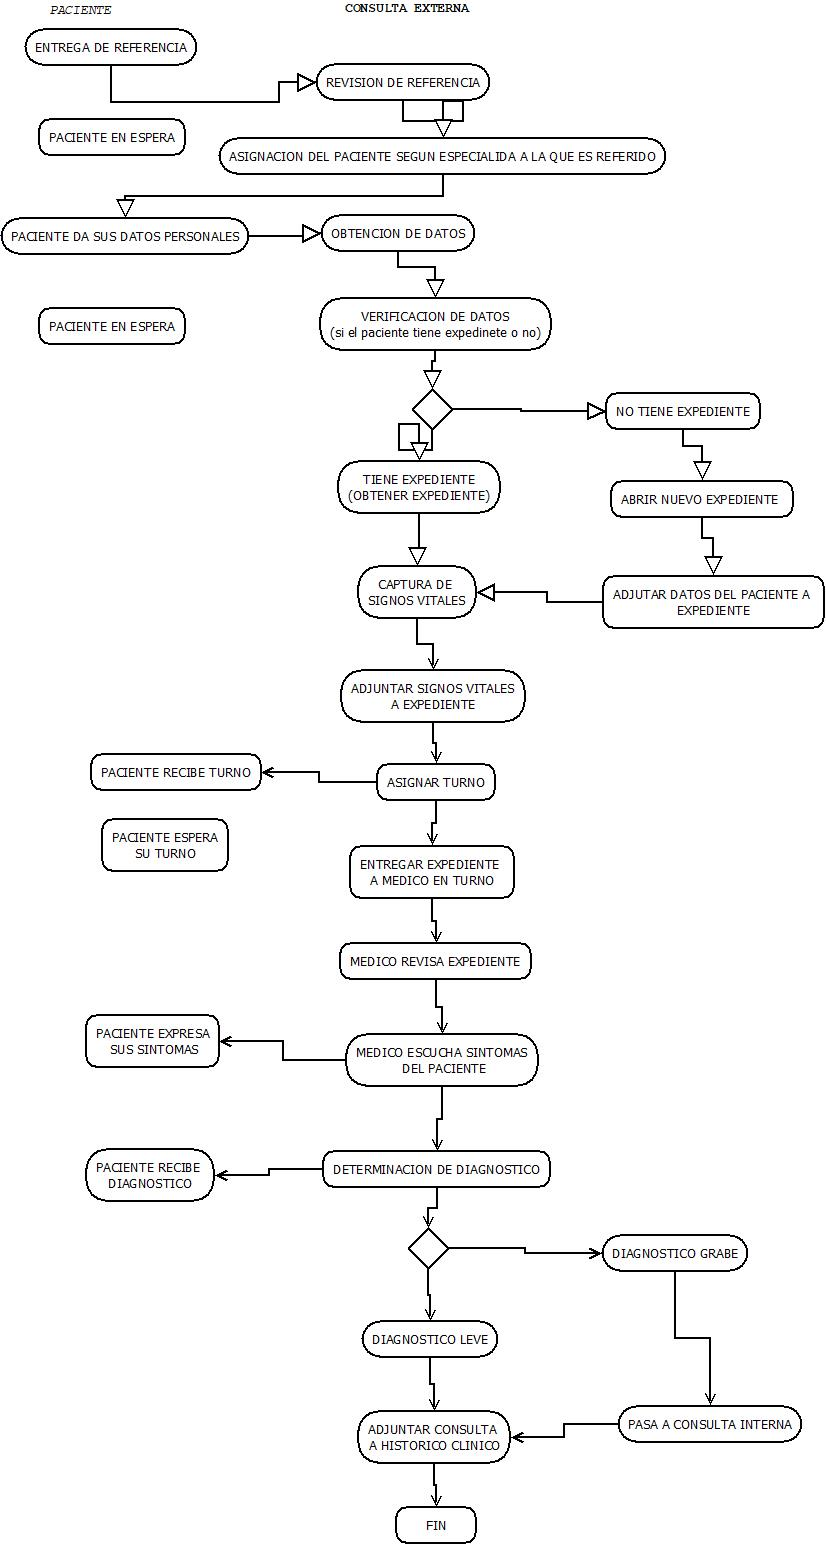 PACIENTE
CONSULTA EXTERNA
ENTREGA DE REFERENCIA
REVISION DE REFERENCIA
PACIENTE EN ESPERA
ASIGNACION DEL PACIENTE SEGUN ESPECIALIDA A LA QUE ES REFERIDO
PACIENTE DA SUS DATOS PERSONALES
OBTENCION DE DATOS
PACIENTE EN ESPERA
VERIFICACION DE DATOS
(si el paciente tiene expedinete o no)
NO TIENE EXPEDIENTE
TIENE EXPEDIENTE
(OBTENER EXPEDIENTE)
ABRIR NUEVO EXPEDIENTE
CAPTURA DE
SIGNOS VITALES
ADJUTAR DATOS DEL PACIENTE A
EXPEDIENTE
ADJUNTAR SIGNOS VITALES
A EXPEDIENTE
PACIENTE RECIBE TURNO
ASIGNAR TURNO
PACIENTE ESPERA
SU TURNO
ENTREGAR EXPEDIENTE
A MEDICO EN TURNO
MEDICO REVISA EXPEDIENTE
PACIENTE EXPRESA
SUS SINTOMAS
MEDICO ESCUCHA SINTOMAS
DEL PACIENTE
PACIENTE RECIBE
DIAGNOSTICO
DETERMINACION DE DIAGNOSTICO
DIAGNOSTICO GRABE
DIAGNOSTICO LEVE
ADJUNTAR CONSULTA
A HISTORICO CLINICO
PASA A CONSULTA INTERNA
FIN